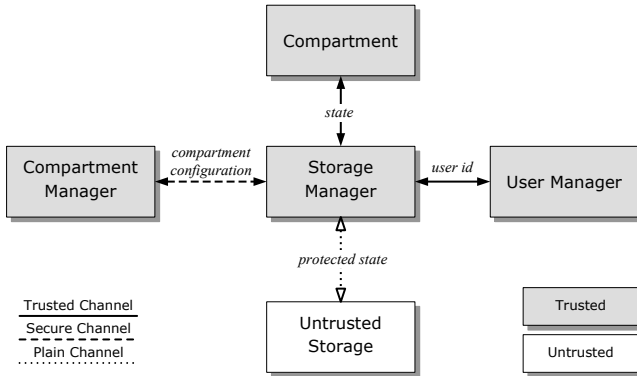 Compartment
state
compartment
configuration
Compartment
Manager
Storage
Manager
user id
User Manager
protected state
Trusted Channel
Secure Channel
Plain Channel
Untrusted
Storage
Trusted
Untrusted